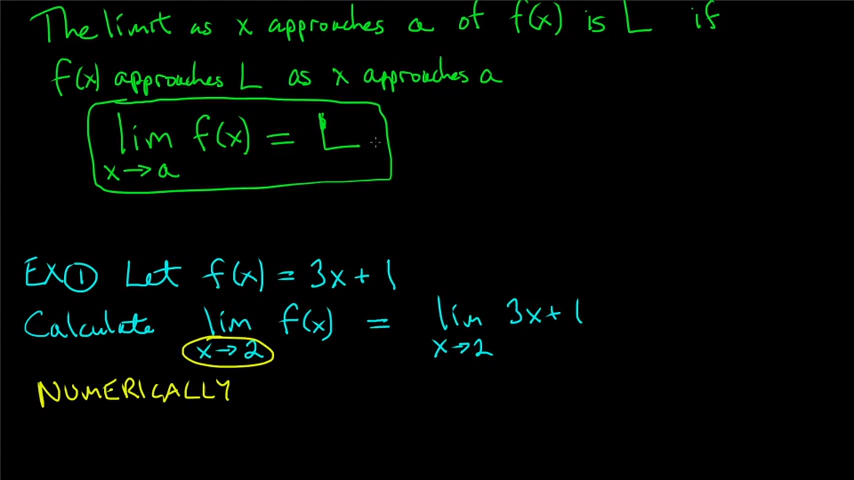 The limit as x approaches a of f(x) is L if
f(x) approaches L as x approaches a
lim f(x) = L
x→a
EX① Let f(x) = 3x + 1
Calculate lim f(x) = lim 3x + 1
x→2 x→2
NUMERICALLY